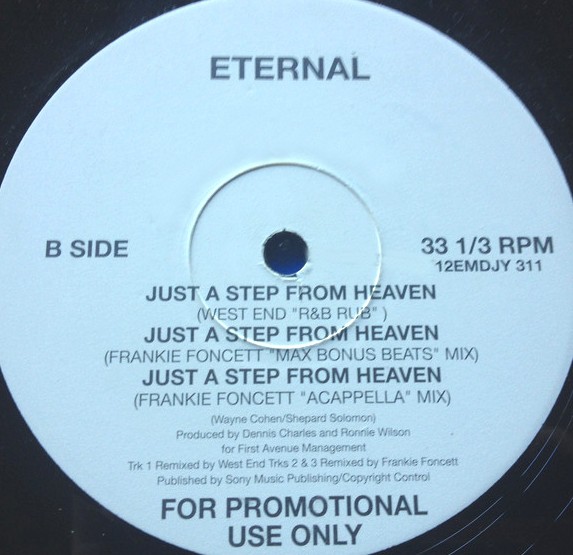 ETERNAL
B SIDE
33 1/3 RPM
12EMDJY 311
JUST A STEP FROM HEAVEN
(WEST END "R&B RUB" )
JUST A STEP FROM HEAVEN
(FRANKIE FONCETT "MAX BONUS BEATS" MIX)
JUST A STEP FROM HEAVEN
(FRANKIE FONCETT "ACAPPELLA" MIX)
(Wayne Cohen/Shepard Solomon)
Produced by Dennis Charles and Ronnie Wilson
for First Avenue Management
Trk 1 Remixed by West End Trks 2 & 3 Remixed by Frankie Foncett
Published by Sony Music Publishing/Copyright Control
FOR PROMOTIONAL
USE ONLY